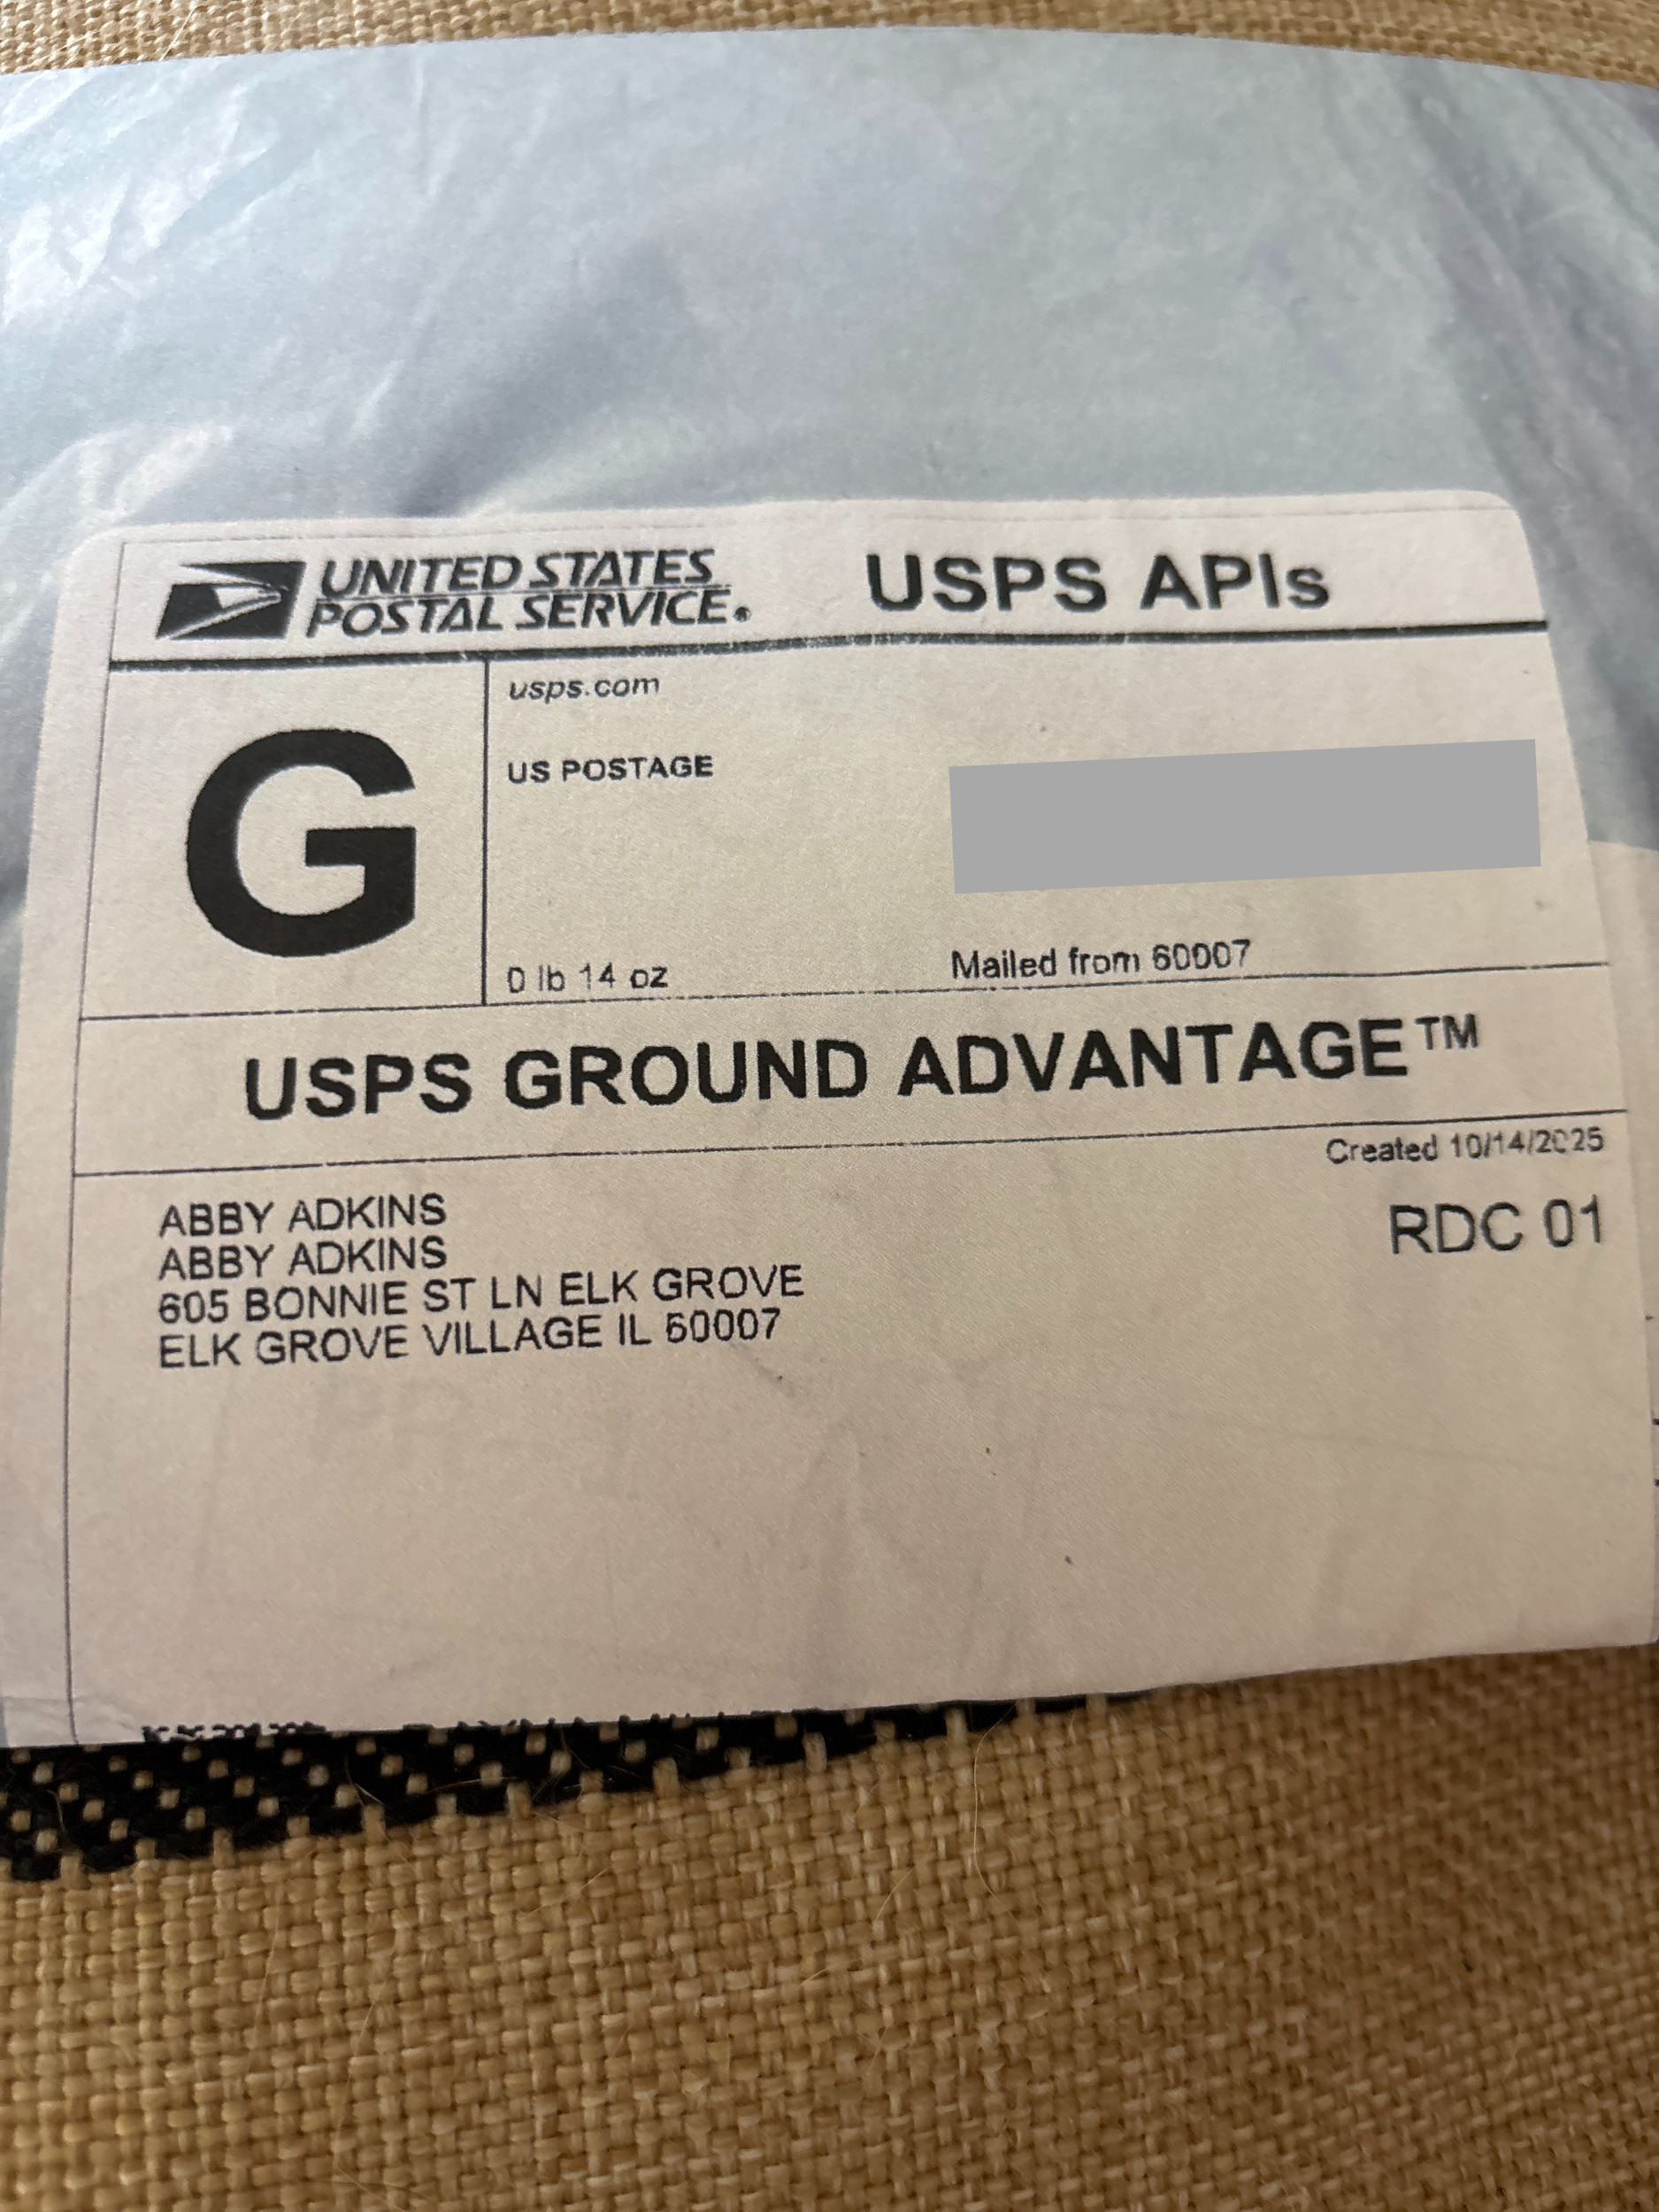 UNITED STATES
POSTAL SERVICE®
USPS APIs
G
usps.com
US POSTAGE
0 lb 14 oz
Mailed from 60007
USPS GROUND ADVANTAGE™
Created 10/14/2025
ABBY ADKINS
RDC 01
ABBY ADKINS
605 BONNIE ST LN ELK GROVE
ELK GROVE VILLAGE IL 60007